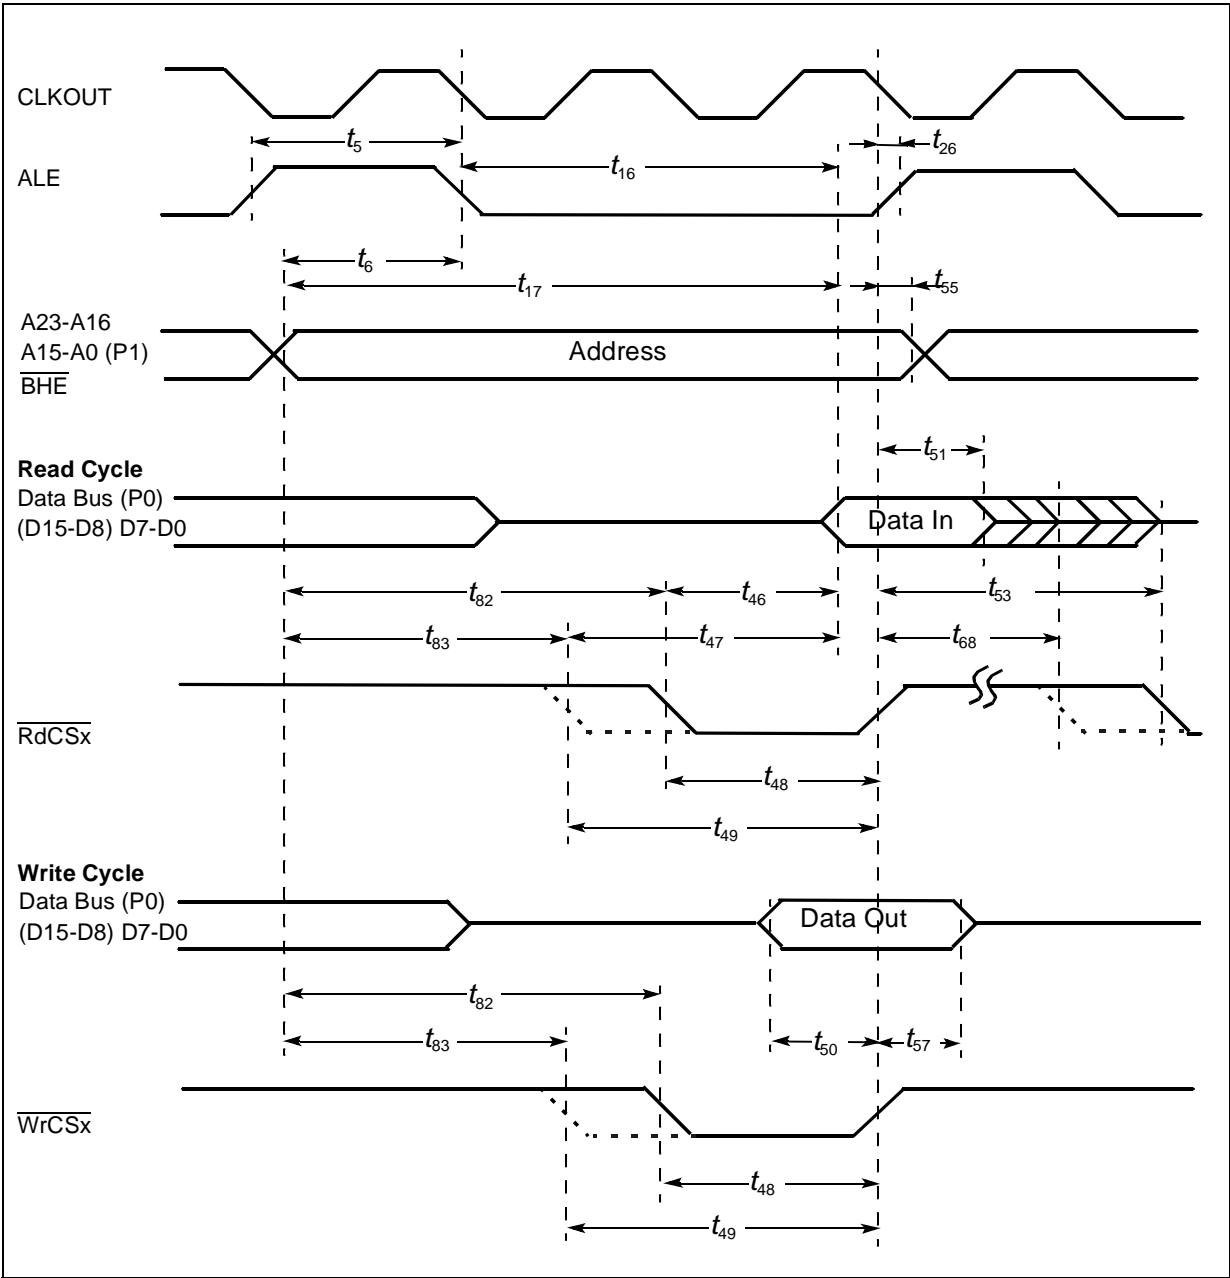 CLKOUT
t5
t26
ALE
t16
t6
t17
t55
A23-A16
A15-A0 (P1)
Address
BHE
t51
Read Cycle
Data Bus (P0)
(D15-D8) D7-D0
Data In
t82
t46
t53
t83
t47
t68
RdCSx
t48
t49
Write Cycle
Data Bus (P0)
(D15-D8) D7-D0
Data Out
t82
t83
t50
t57
WrCSx
t48
t49